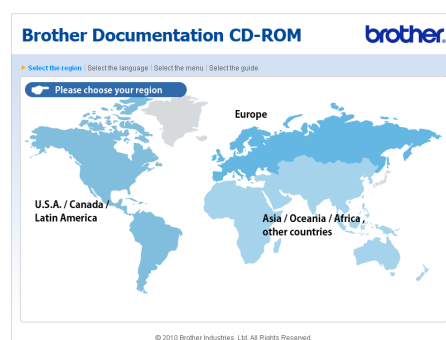 Brother Documentation CD-ROM
brother
Select the region | Select the language | Select the menu | Select the guide
Please choose your region
Europe
U.S.A. / Canada /
Latin America
Asia / Oceania / Africa ,
other countries
© 2010 Brother Industries, Ltd. All Rights Reserved.